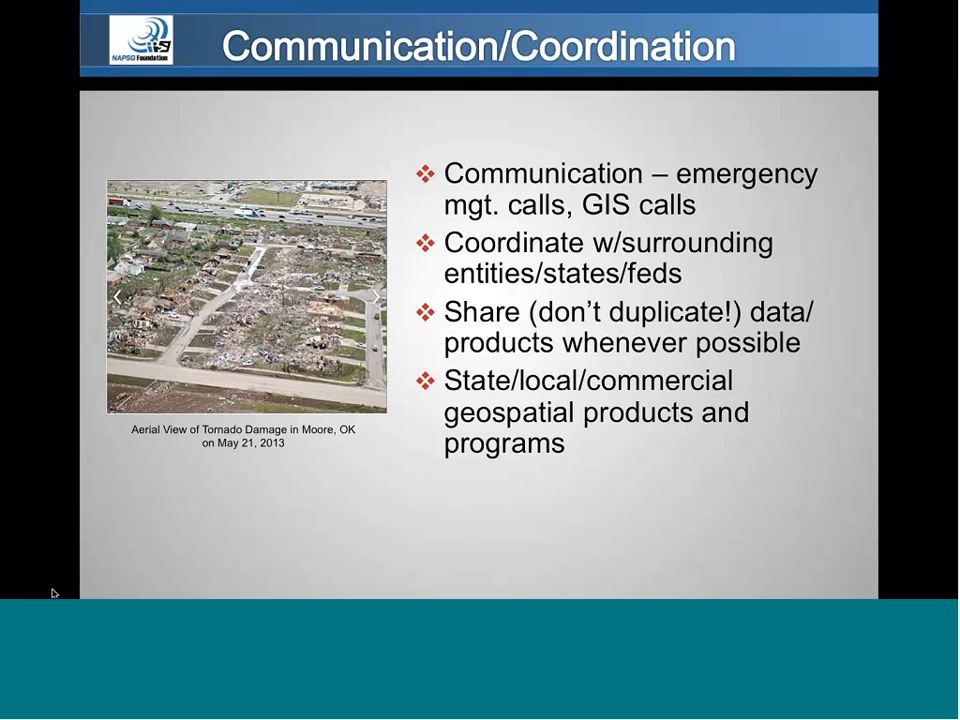 NAPSG Foundation
Communication/Coordination
Communication – emergency
mgt. calls, GIS calls
Coordinate w/surrounding
entities/states/feds
Share (don’t duplicate!) data/
products whenever possible
State/local/commercial
geospatial products and
programs
Aerial View of Tornado Damage in Moore, OK
on May 21, 2013